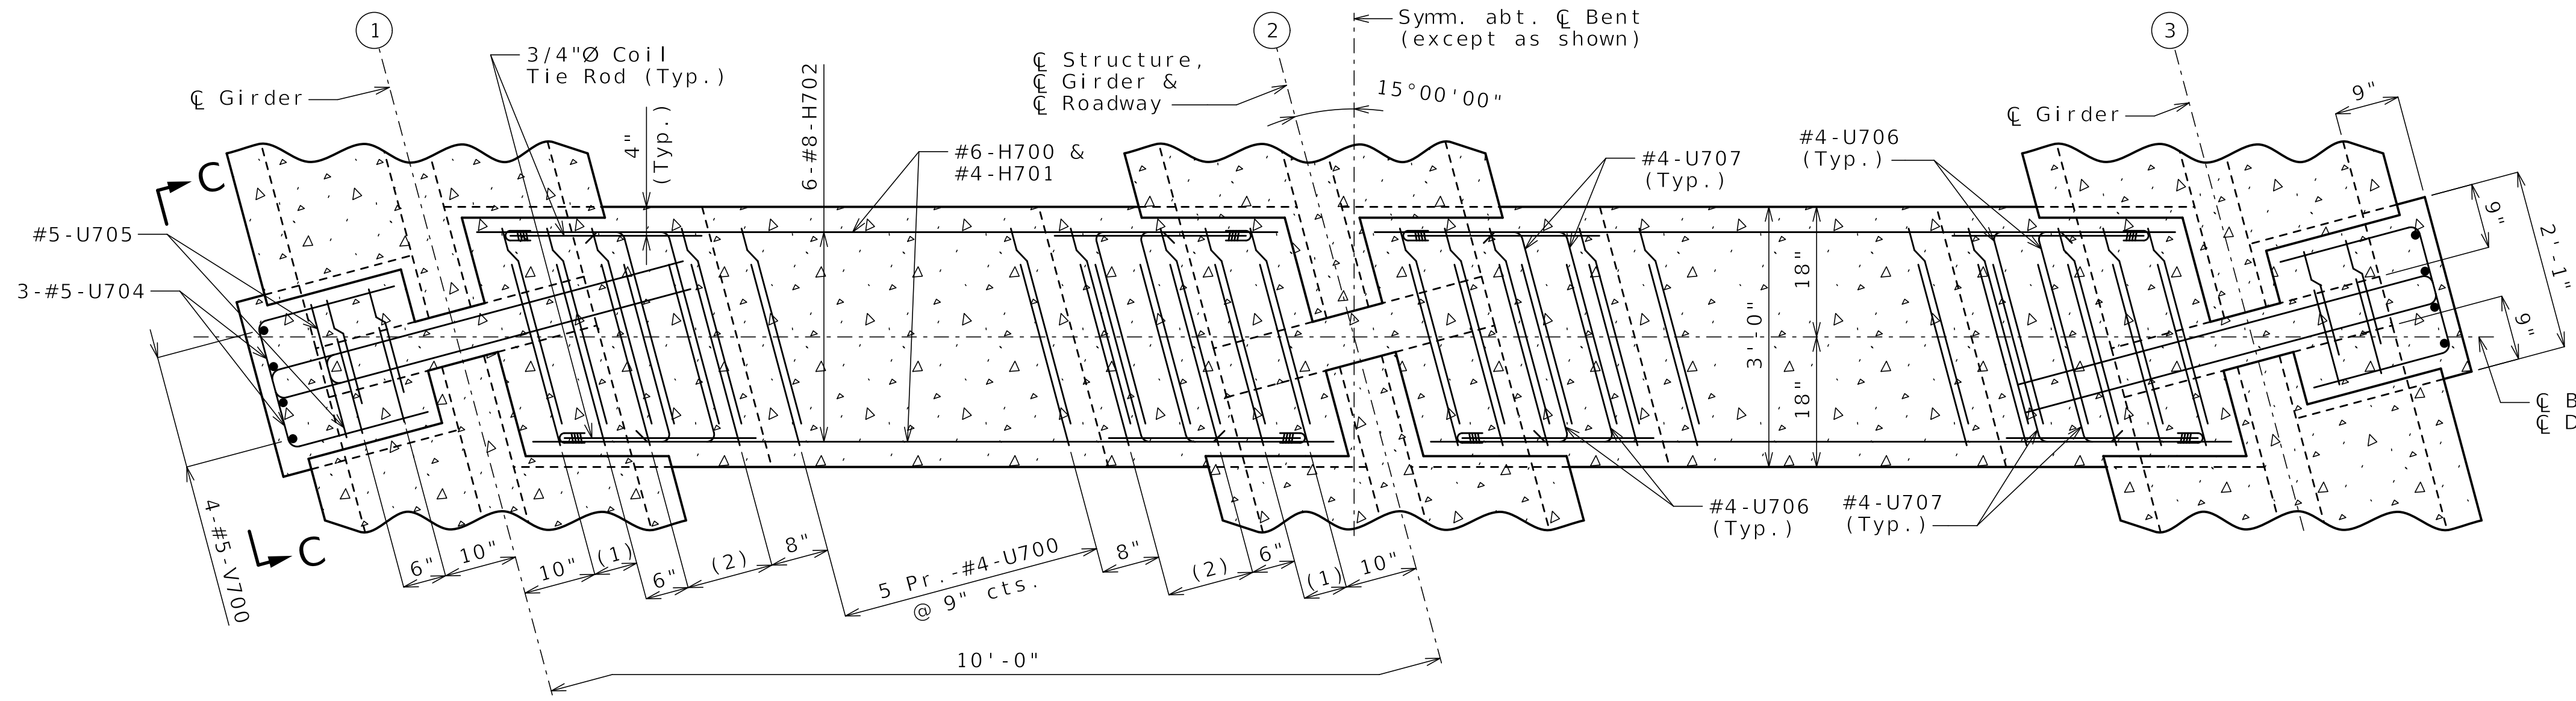 1
2
3
Symm. abt. ℄ Bent
(except as shown)
3/4"Ø Coil
Tie Rod (Typ.)
℄ Structure,
℄ Girder &
℄ Roadway
15°00'00"
℄ Girder
℄ Girder
9"
4"
(Typ.)
6-#8-H702
#6-H700 &
#4-H701
#4-U707
(Typ.)
#4-U706
(Typ.)
C
#5-U705
3-#5-U704
9"
2'-1"
9"
18"
3'-0"
18"
℄ B
℄ D
4-#5-V700
C
#4-U706
(Typ.)
#4-U707
(Typ.)
6"
10"
10"
(1)
6"
(2)
8"
5 Pr.-#4-U700
@ 9" cts.
8"
(2)
6"
(1)
10"
10'-0"